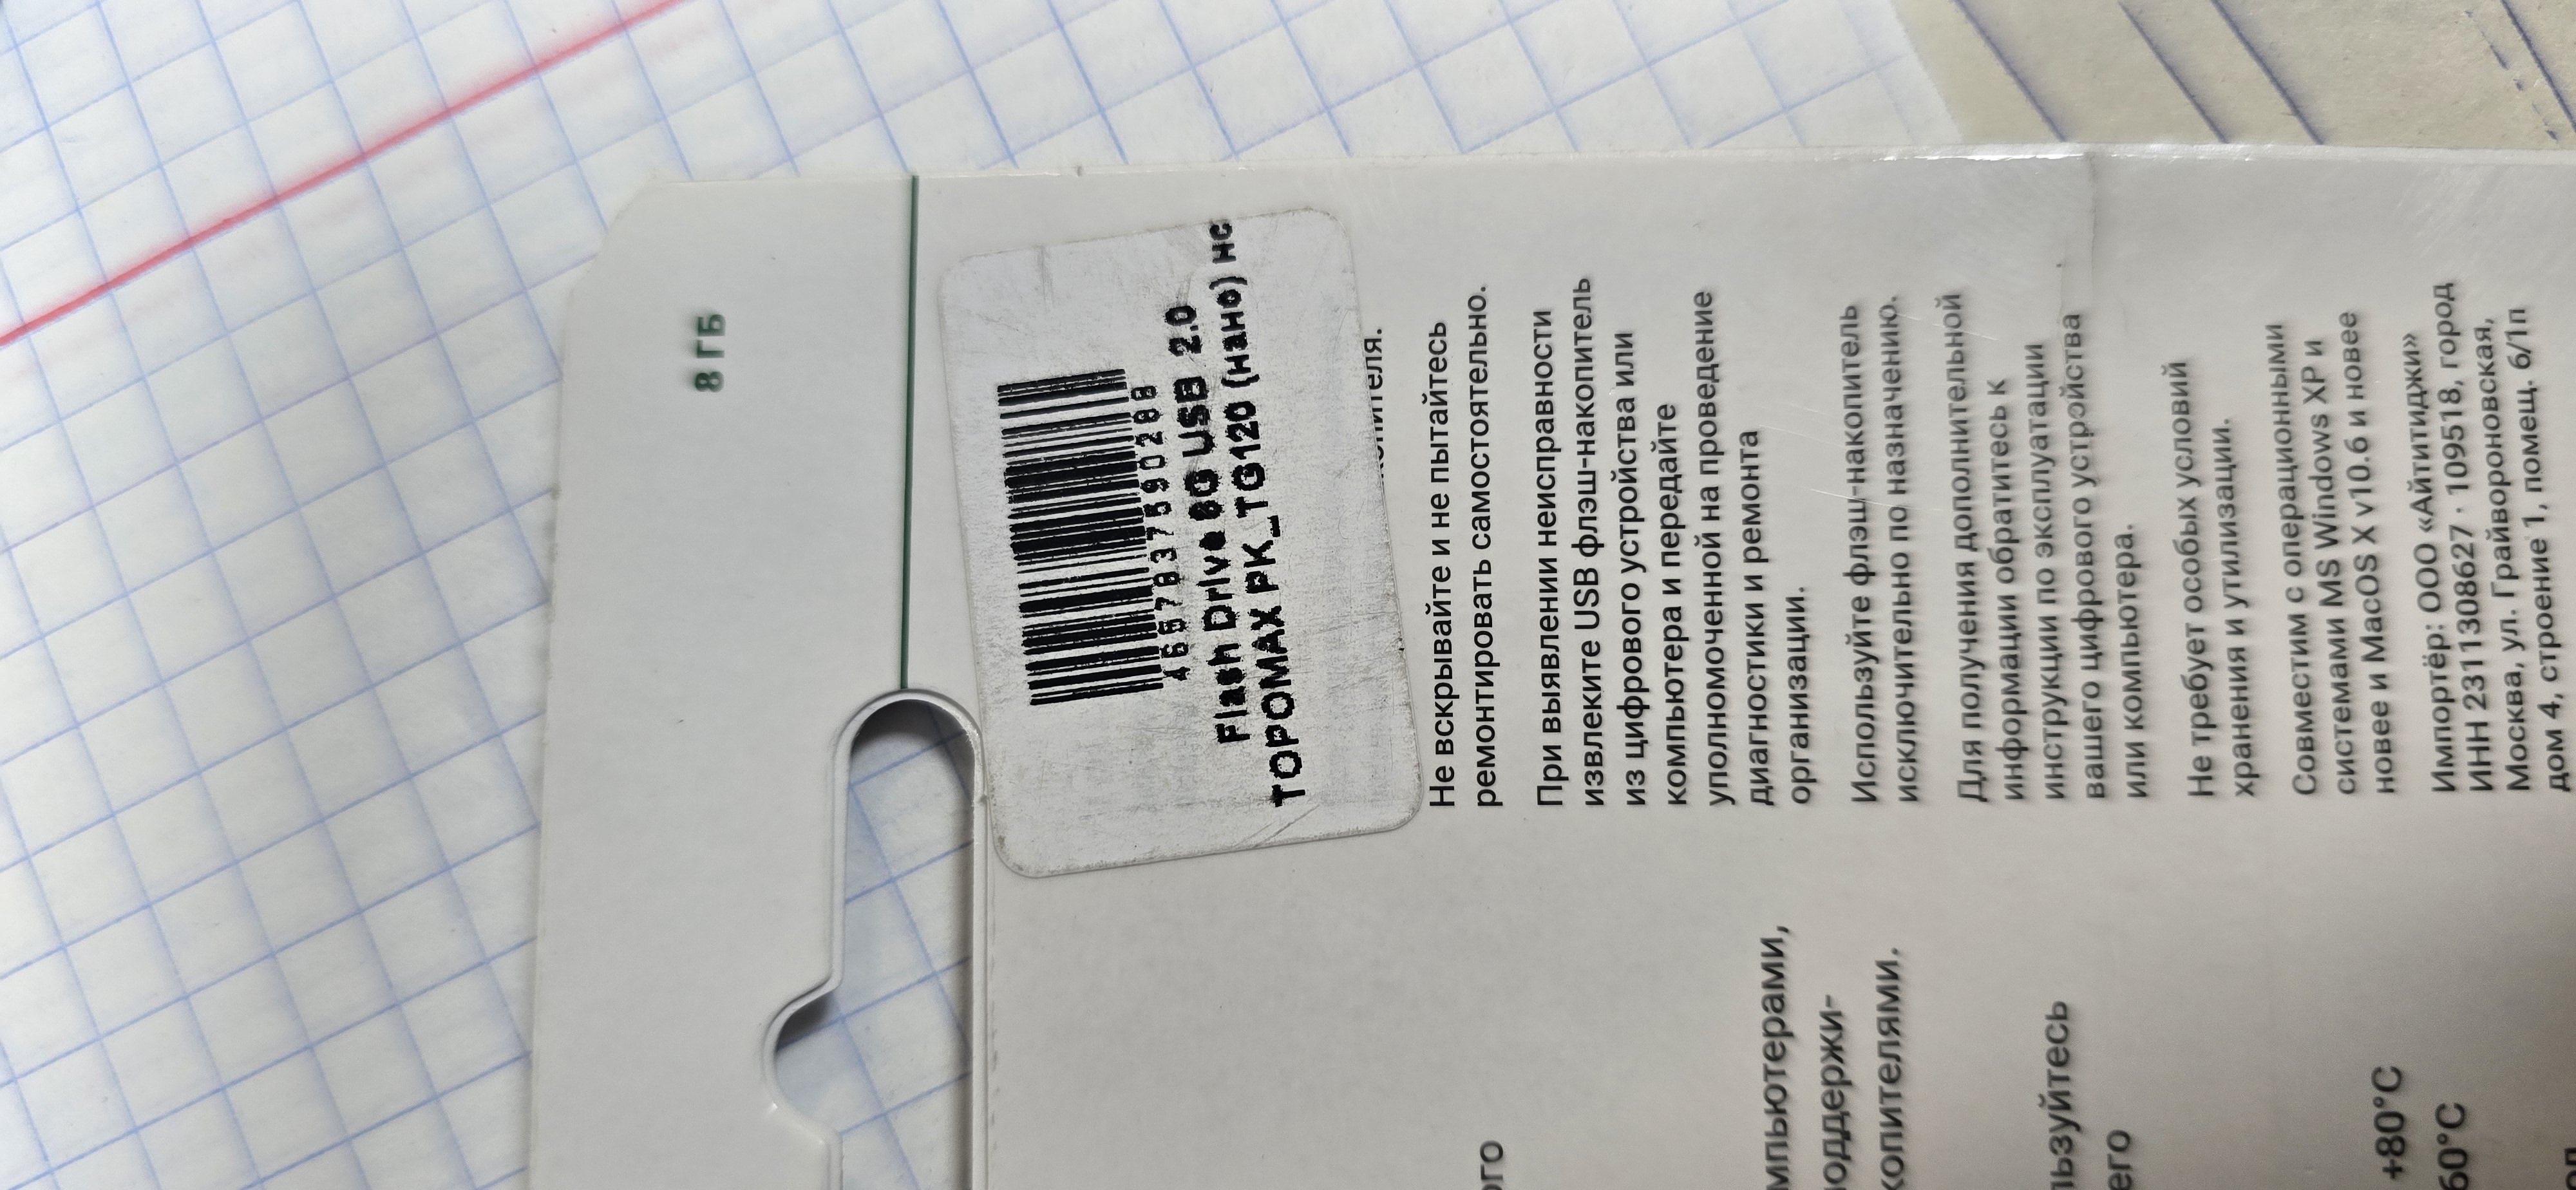 8 ГБ
Flash Drive 8G USB 2.0
TOPOMAX PK_TG120 (нано) нс
Не вскрывайте и не пытайтесь
ремонтировать самостоятельно.
При выявлении неисправности
извлеките USB флэш-накопитель
из цифрового устройства или
компьютера и передайте
уполномоченной на проведение
диагностики и ремонта
организации.
Используйте флэш-накопитель
исключительно по назначению.
Для получения дополнительной
информации обратитесь к
инструкции по эксплуатации
вашего цифрового устройства
или компьютера.
Не требует особых условий
хранения и утилизации.
Совместим с операционными
системами MS Windows XP и
новее и MacOS X v10.6 и новее
Импортёр: ООО «Айтитиджи»
ИНН 2311308627 · 109518, город
Москва, ул. Грайвороновская,
дом 4, строение 1, помещ. 6/1п
мпьютерами,
оддержи-
копителями.
льзуйтесь
его
+80°C
60°C